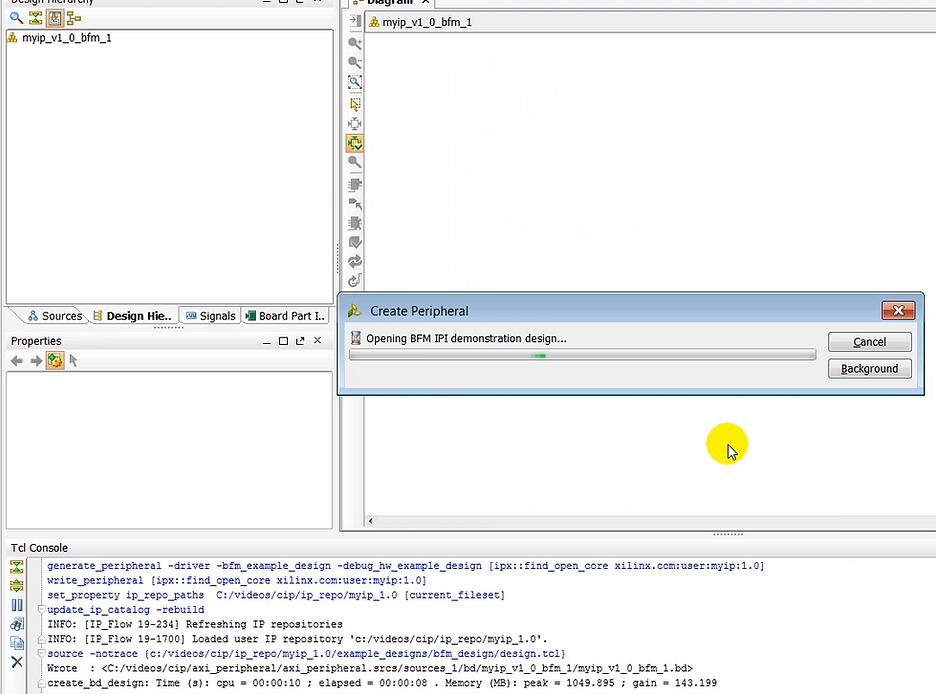 Design Hierarchy
Diagram
myip_v1_0_bfm_1
myip_v1_0_bfm_1
Sources
Design Hie..
Signals
Board Part I..
Properties
Create Peripheral
Opening BFM IPI demonstration design...
Cancel
Background
Tcl Console
generate_peripheral -driver -bfm_example_design -debug_hw_example_design [ipx::find_open_core xilinx.com:user:myip:1.0]
write_peripheral [ipx::find_open_core xilinx.com:user:myip:1.0]
set_property ip_repo_paths  C:/videos/cip/ip_repo/myip_1.0 [current_fileset]
update_ip_catalog -rebuild
INFO: [IP_Flow 19-234] Refreshing IP repositories
INFO: [IP_Flow 19-1700] Loaded user IP repository 'c:/videos/cip/ip_repo/myip_1.0'.
source -notrace {c:/videos/cip/ip_repo/myip_1.0/example_designs/bfm_design/design.tcl}
Wrote  : <C:/videos/cip/axi_peripheral/axi_peripheral.srcs/sources_1/bd/myip_v1_0_bfm_1/myip_v1_0_bfm_1.bd>
create_bd_design: Time (s): cpu = 00:00:10 ; elapsed = 00:00:08 . Memory (MB): peak = 1049.895 ; gain = 143.199